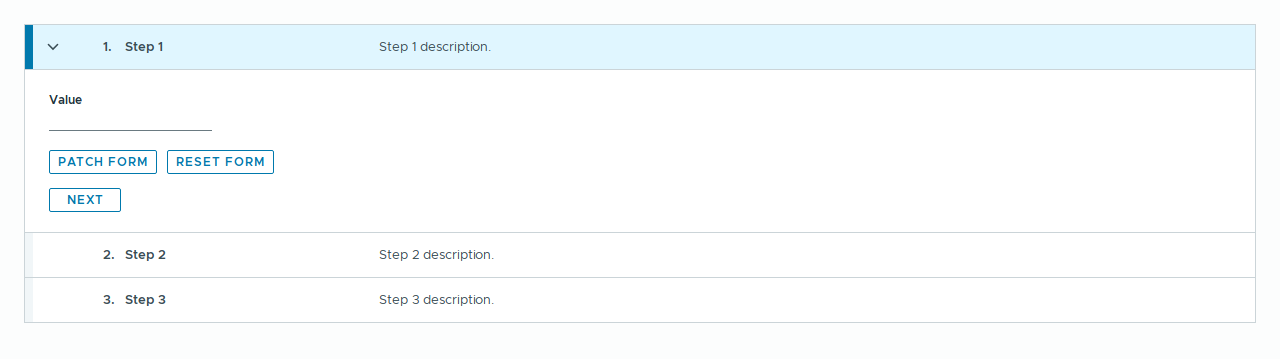 1. Step 1 Step 1 description.
Value
PATCH FORM RESET FORM
NEXT
2. Step 2 Step 2 description.
3. Step 3 Step 3 description.